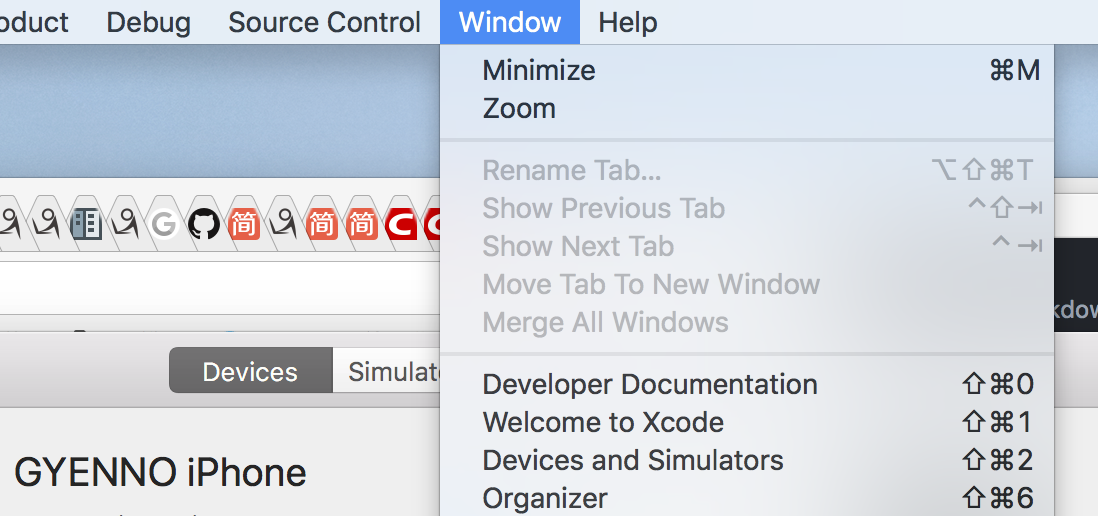 oduct Debug Source Control Window Help
Minimize ⌘M
Zoom
Rename Tab... ⌥⇧⌘T
Show Previous Tab ^⇧⇥
Show Next Tab ^⇥
Move Tab To New Window
Merge All Windows
G 简 简 简
kdow
Devices Simulat
Developer Documentation ⇧⌘0
Welcome to Xcode ⇧⌘1
Devices and Simulators ⇧⌘2
Organizer ⇧⌘6
GYENNO iPhone